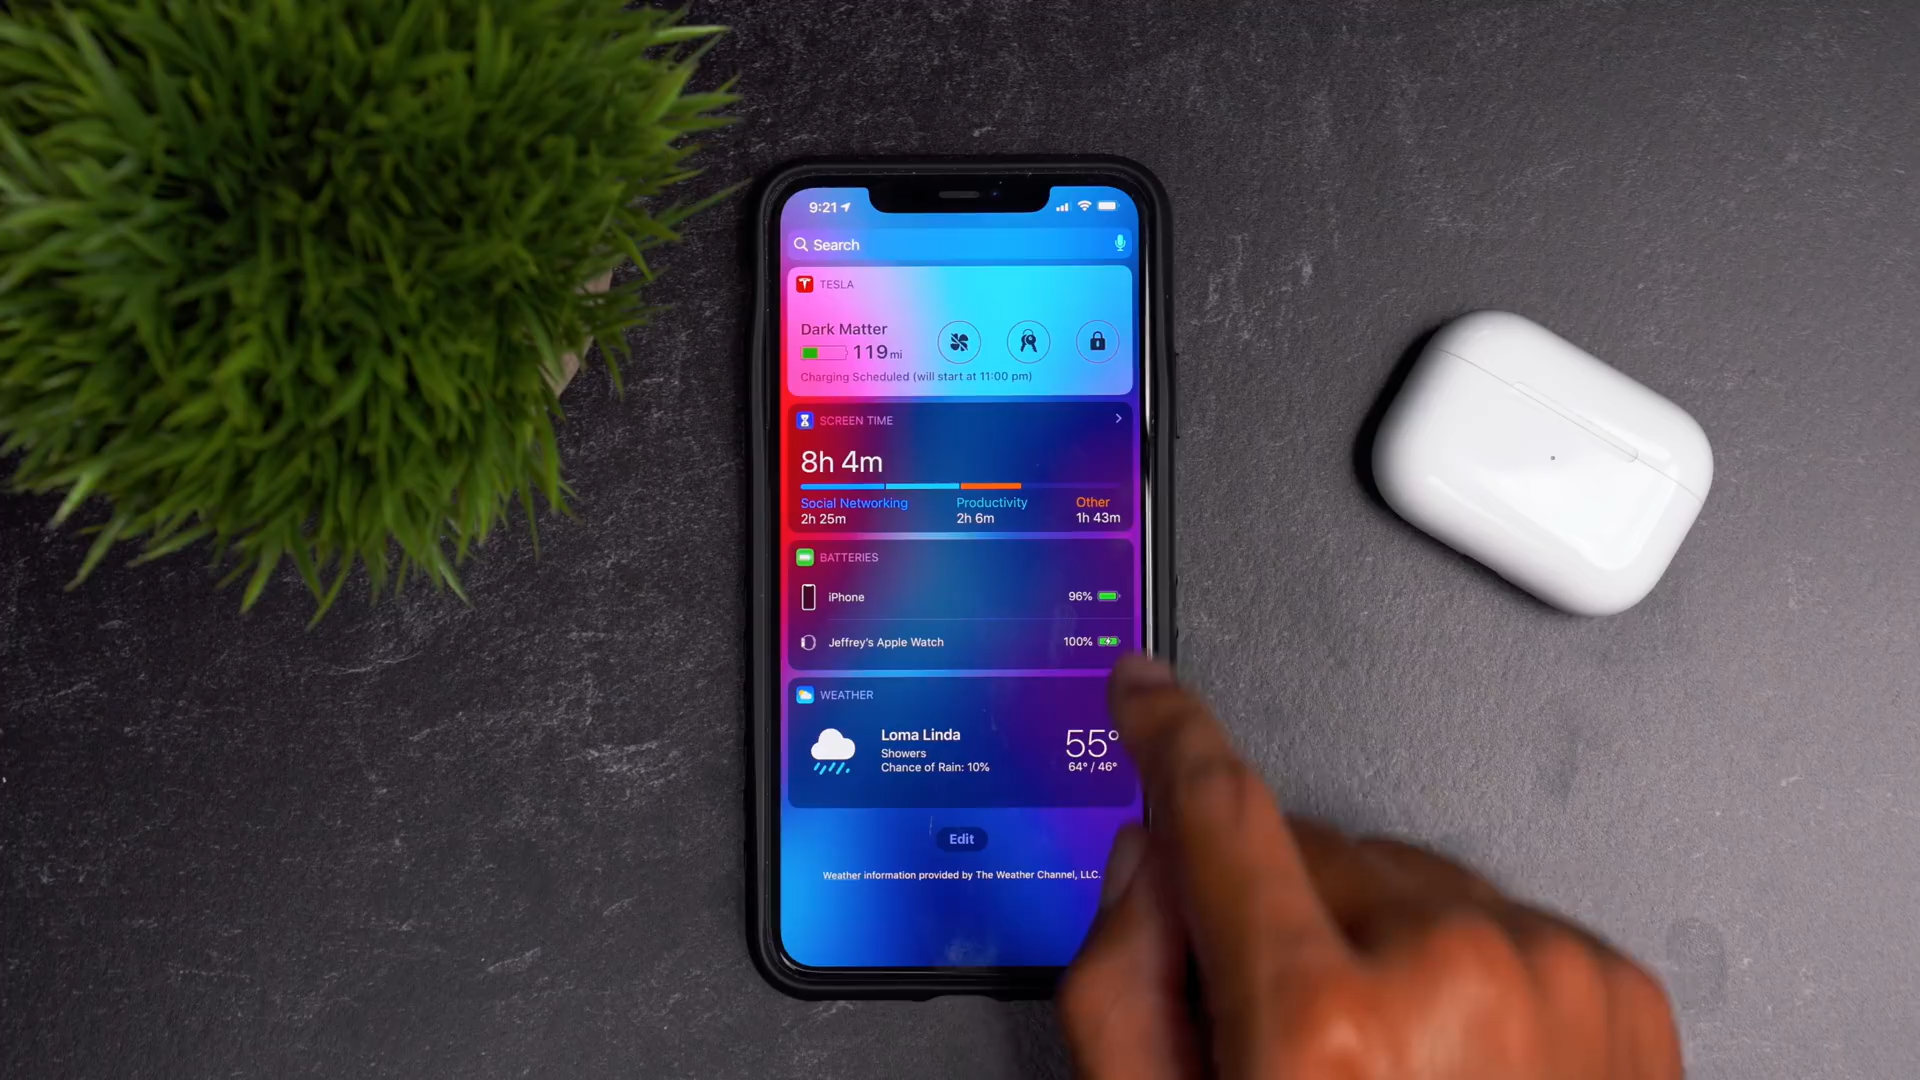 9:21
Search
TESLA
Dark Matter
119 mi
Charging Scheduled (will start at 11:00 pm)
SCREEN TIME
8h 4m
Social Networking Productivity Other
2h 25m 2h 6m 1h 43m
BATTERIES
iPhone 96%
Jeffrey's Apple Watch 100%
WEATHER
Loma Linda 55°
Showers
Chance of Rain: 10% 64° / 46°
Edit
Weather information provided by The Weather Channel, LLC.